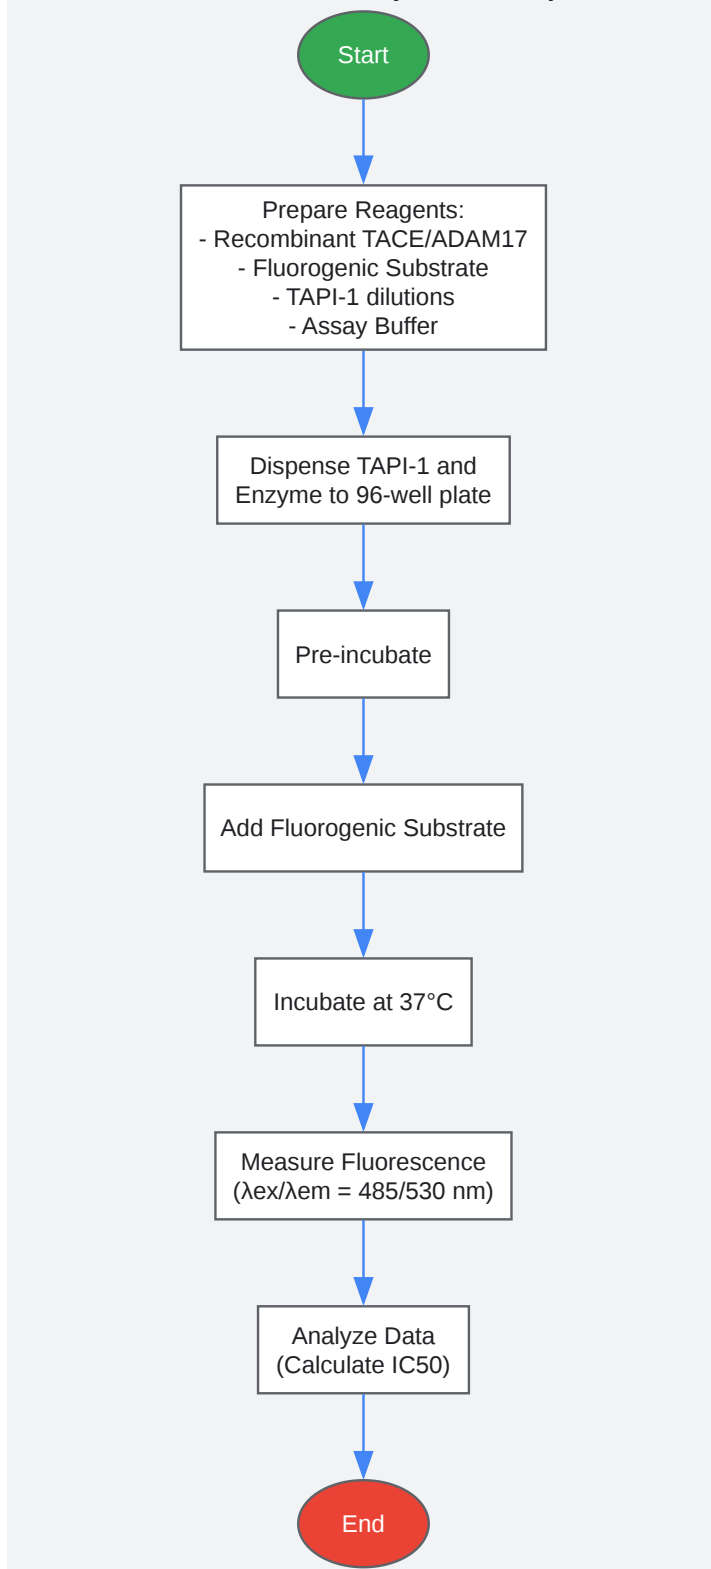 Start
Prepare Reagents:
- Recombinant TACE/ADAM17
- Fluorogenic Substrate
- TAPI-1 dilutions
- Assay Buffer
Dispense TAPI-1 and
Enzyme to 96-well plate
Pre-incubate
Add Fluorogenic Substrate
Incubate at 37°C
Measure Fluorescence
(λex/λem = 485/530 nm)
Analyze Data
(Calculate IC50)
End